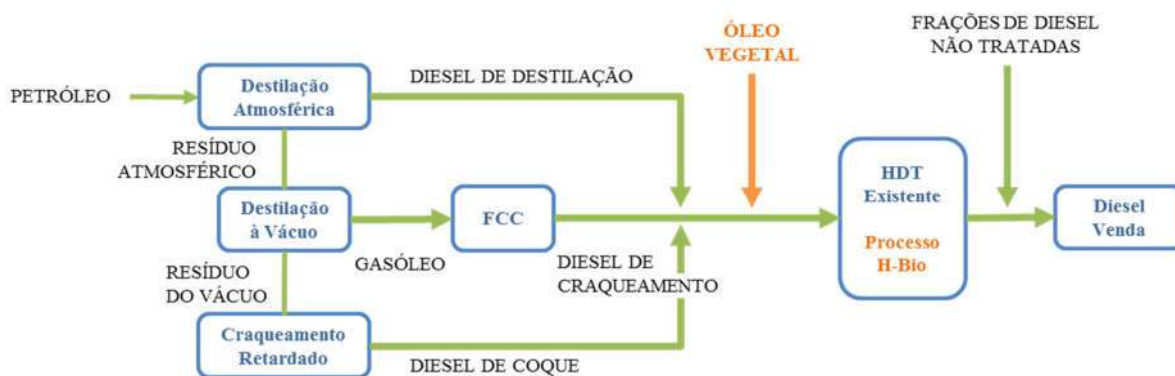 FRAÇÕES DE DIESEL
NÃO TRATADAS
ÓLEO
VEGETAL
DIESEL DE DESTILAÇÃO
PETRÓLEO
Destilação
Atmosférica
RESÍDUO
ATMOSFÉRICO
HDT
Existente
Processo
H-Bio
Destilação
à Vácuo
FCC
Diesel
Venda
GASÓLEO
DIESEL DE
CRAQUEAMENTO
RESÍDUO
DO VÁCUO
Craqueamento
Retardado
DIESEL DE COQUE